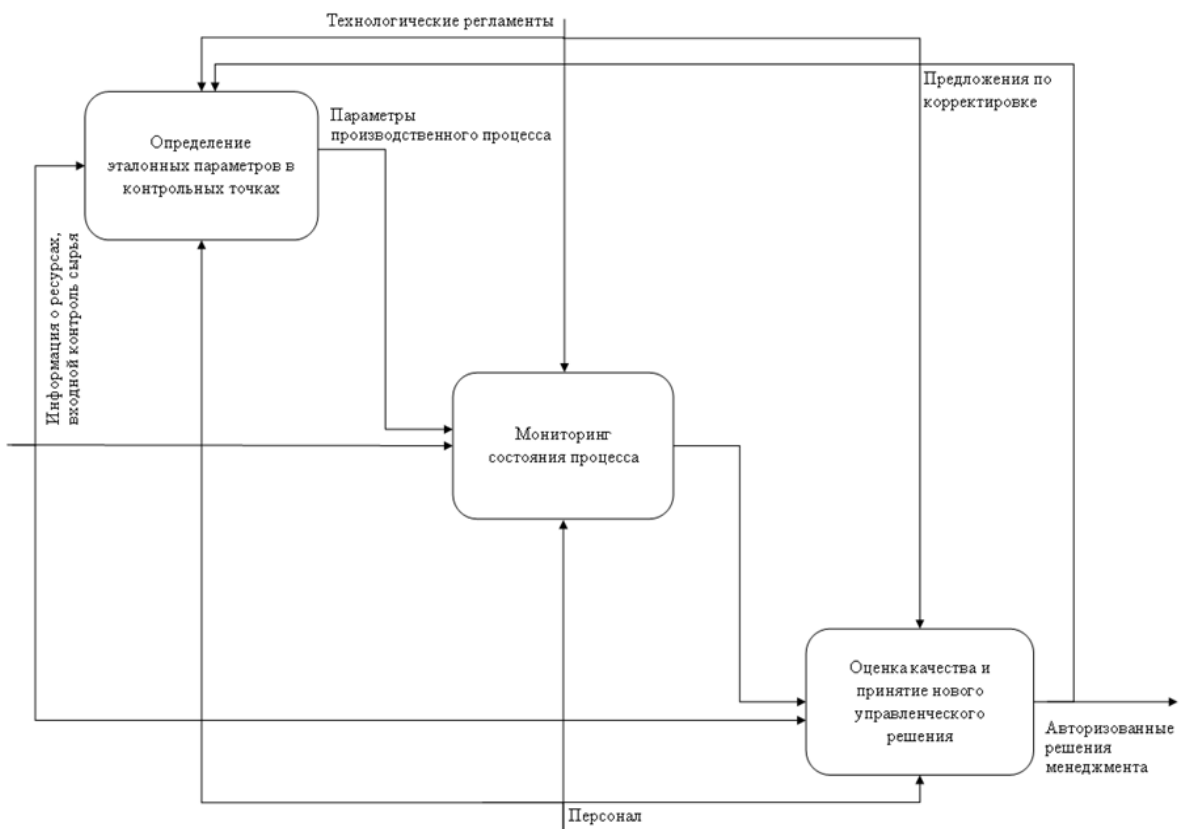 Технологические регламенты
Предложения по
корректировке
Параметры
производственного процесса
Определение
эталонных параметров в
контрольных точках
Информация о ресурсах,
входной контроль сырья
Мониторинг
состояния процесса
Оценка качества и
принятие нового
управленческого
решения
Авторизованные
решения
менеджмента
Персонал